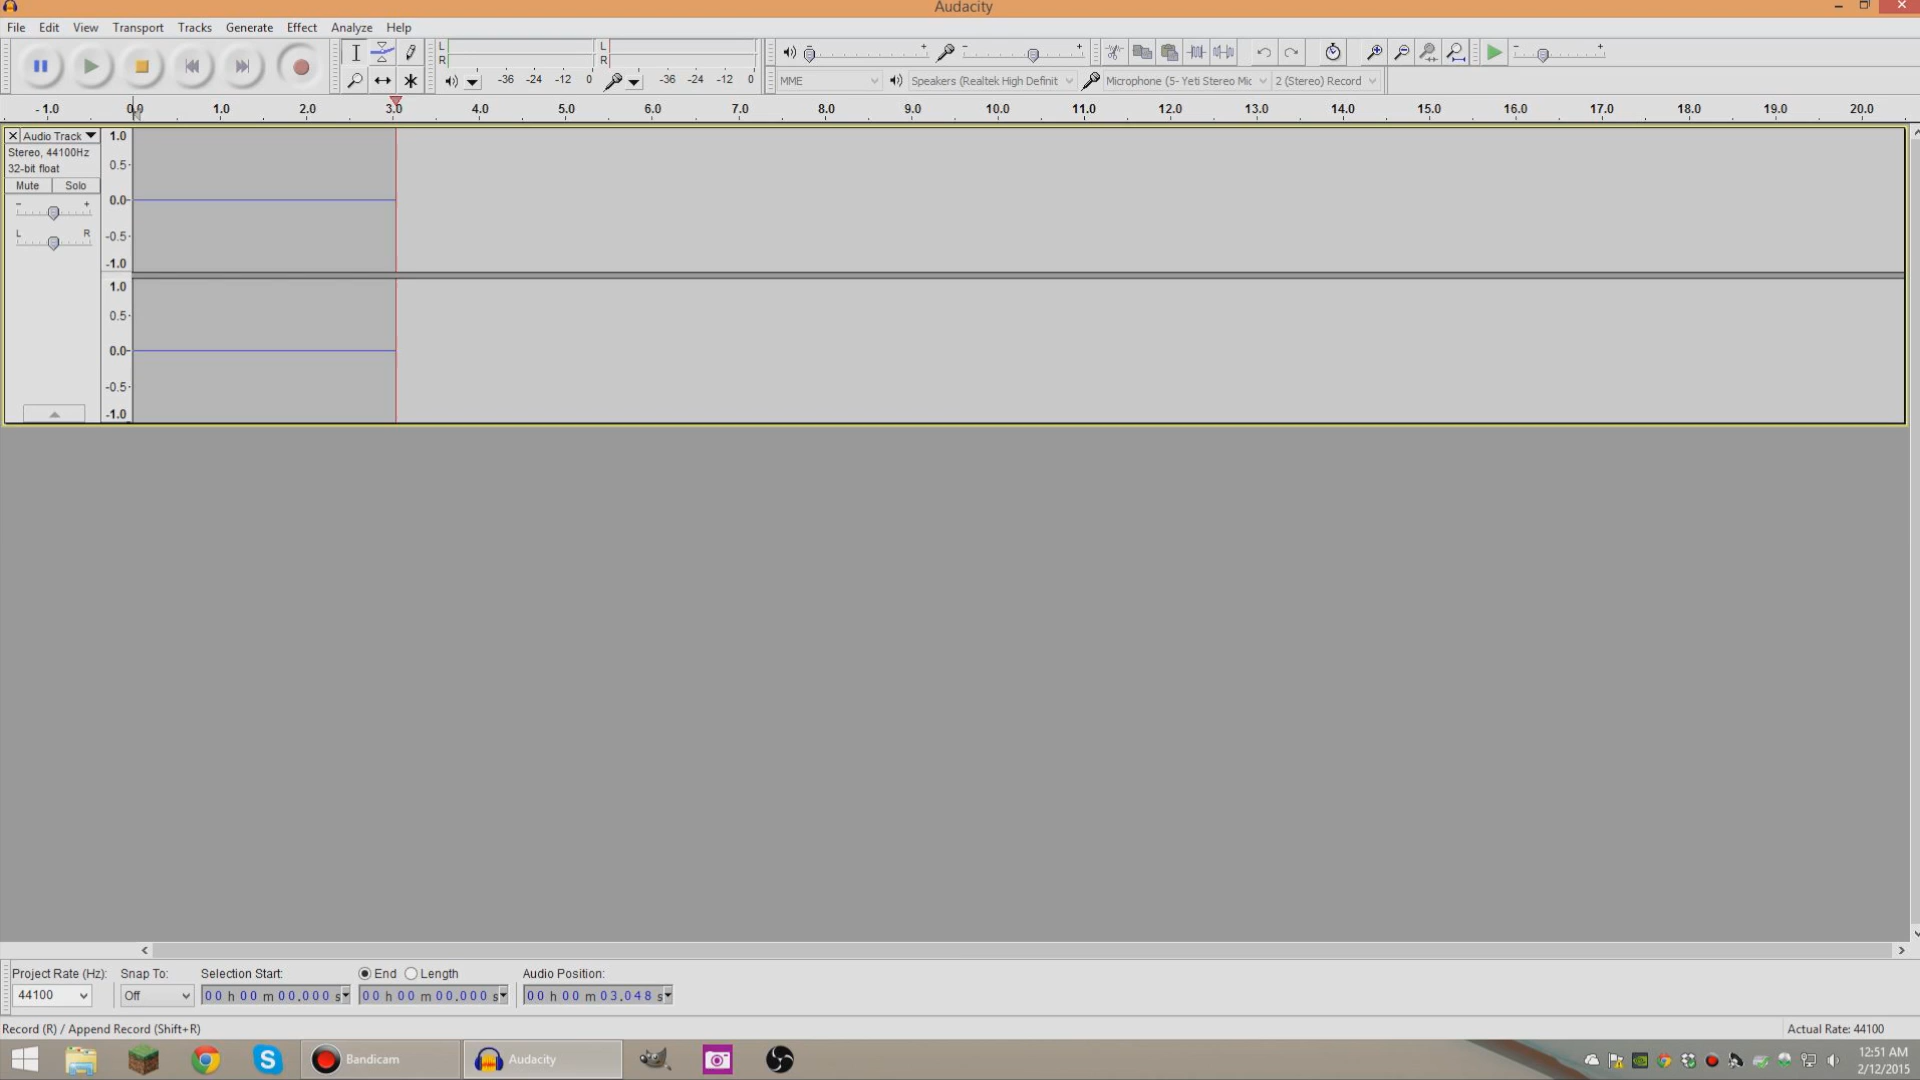 Audacity
File Edit View Transport Tracks Generate Effect Analyze Help
L R -36 -24 -12 0 L R -36 -24 -12 0
MME Speakers (Realtek High Definit Microphone (5- Yeti Stereo Mic 2 (Stereo) Record
- 1.0 0.0 1.0 2.0 3.0 4.0 5.0 6.0 7.0 8.0 9.0 10.0 11.0 12.0 13.0 14.0 15.0 16.0 17.0 18.0 19.0 20.0
X Audio Track
Stereo, 44100Hz
32-bit float
Mute Solo
- +
L R
1.0
0.5
0.0
-0.5
-1.0
1.0
0.5
0.0
-0.5
-1.0
Project Rate (Hz): Snap To: Selection Start: End Length Audio Position:
44100 Off 00 h 00 m 00.000 s 00 h 00 m 00.000 s 00 h 00 m 03.048 s
Record (R) / Append Record (Shift+R) Actual Rate: 44100
Bandicam Audacity 12:51 AM
2/12/2015